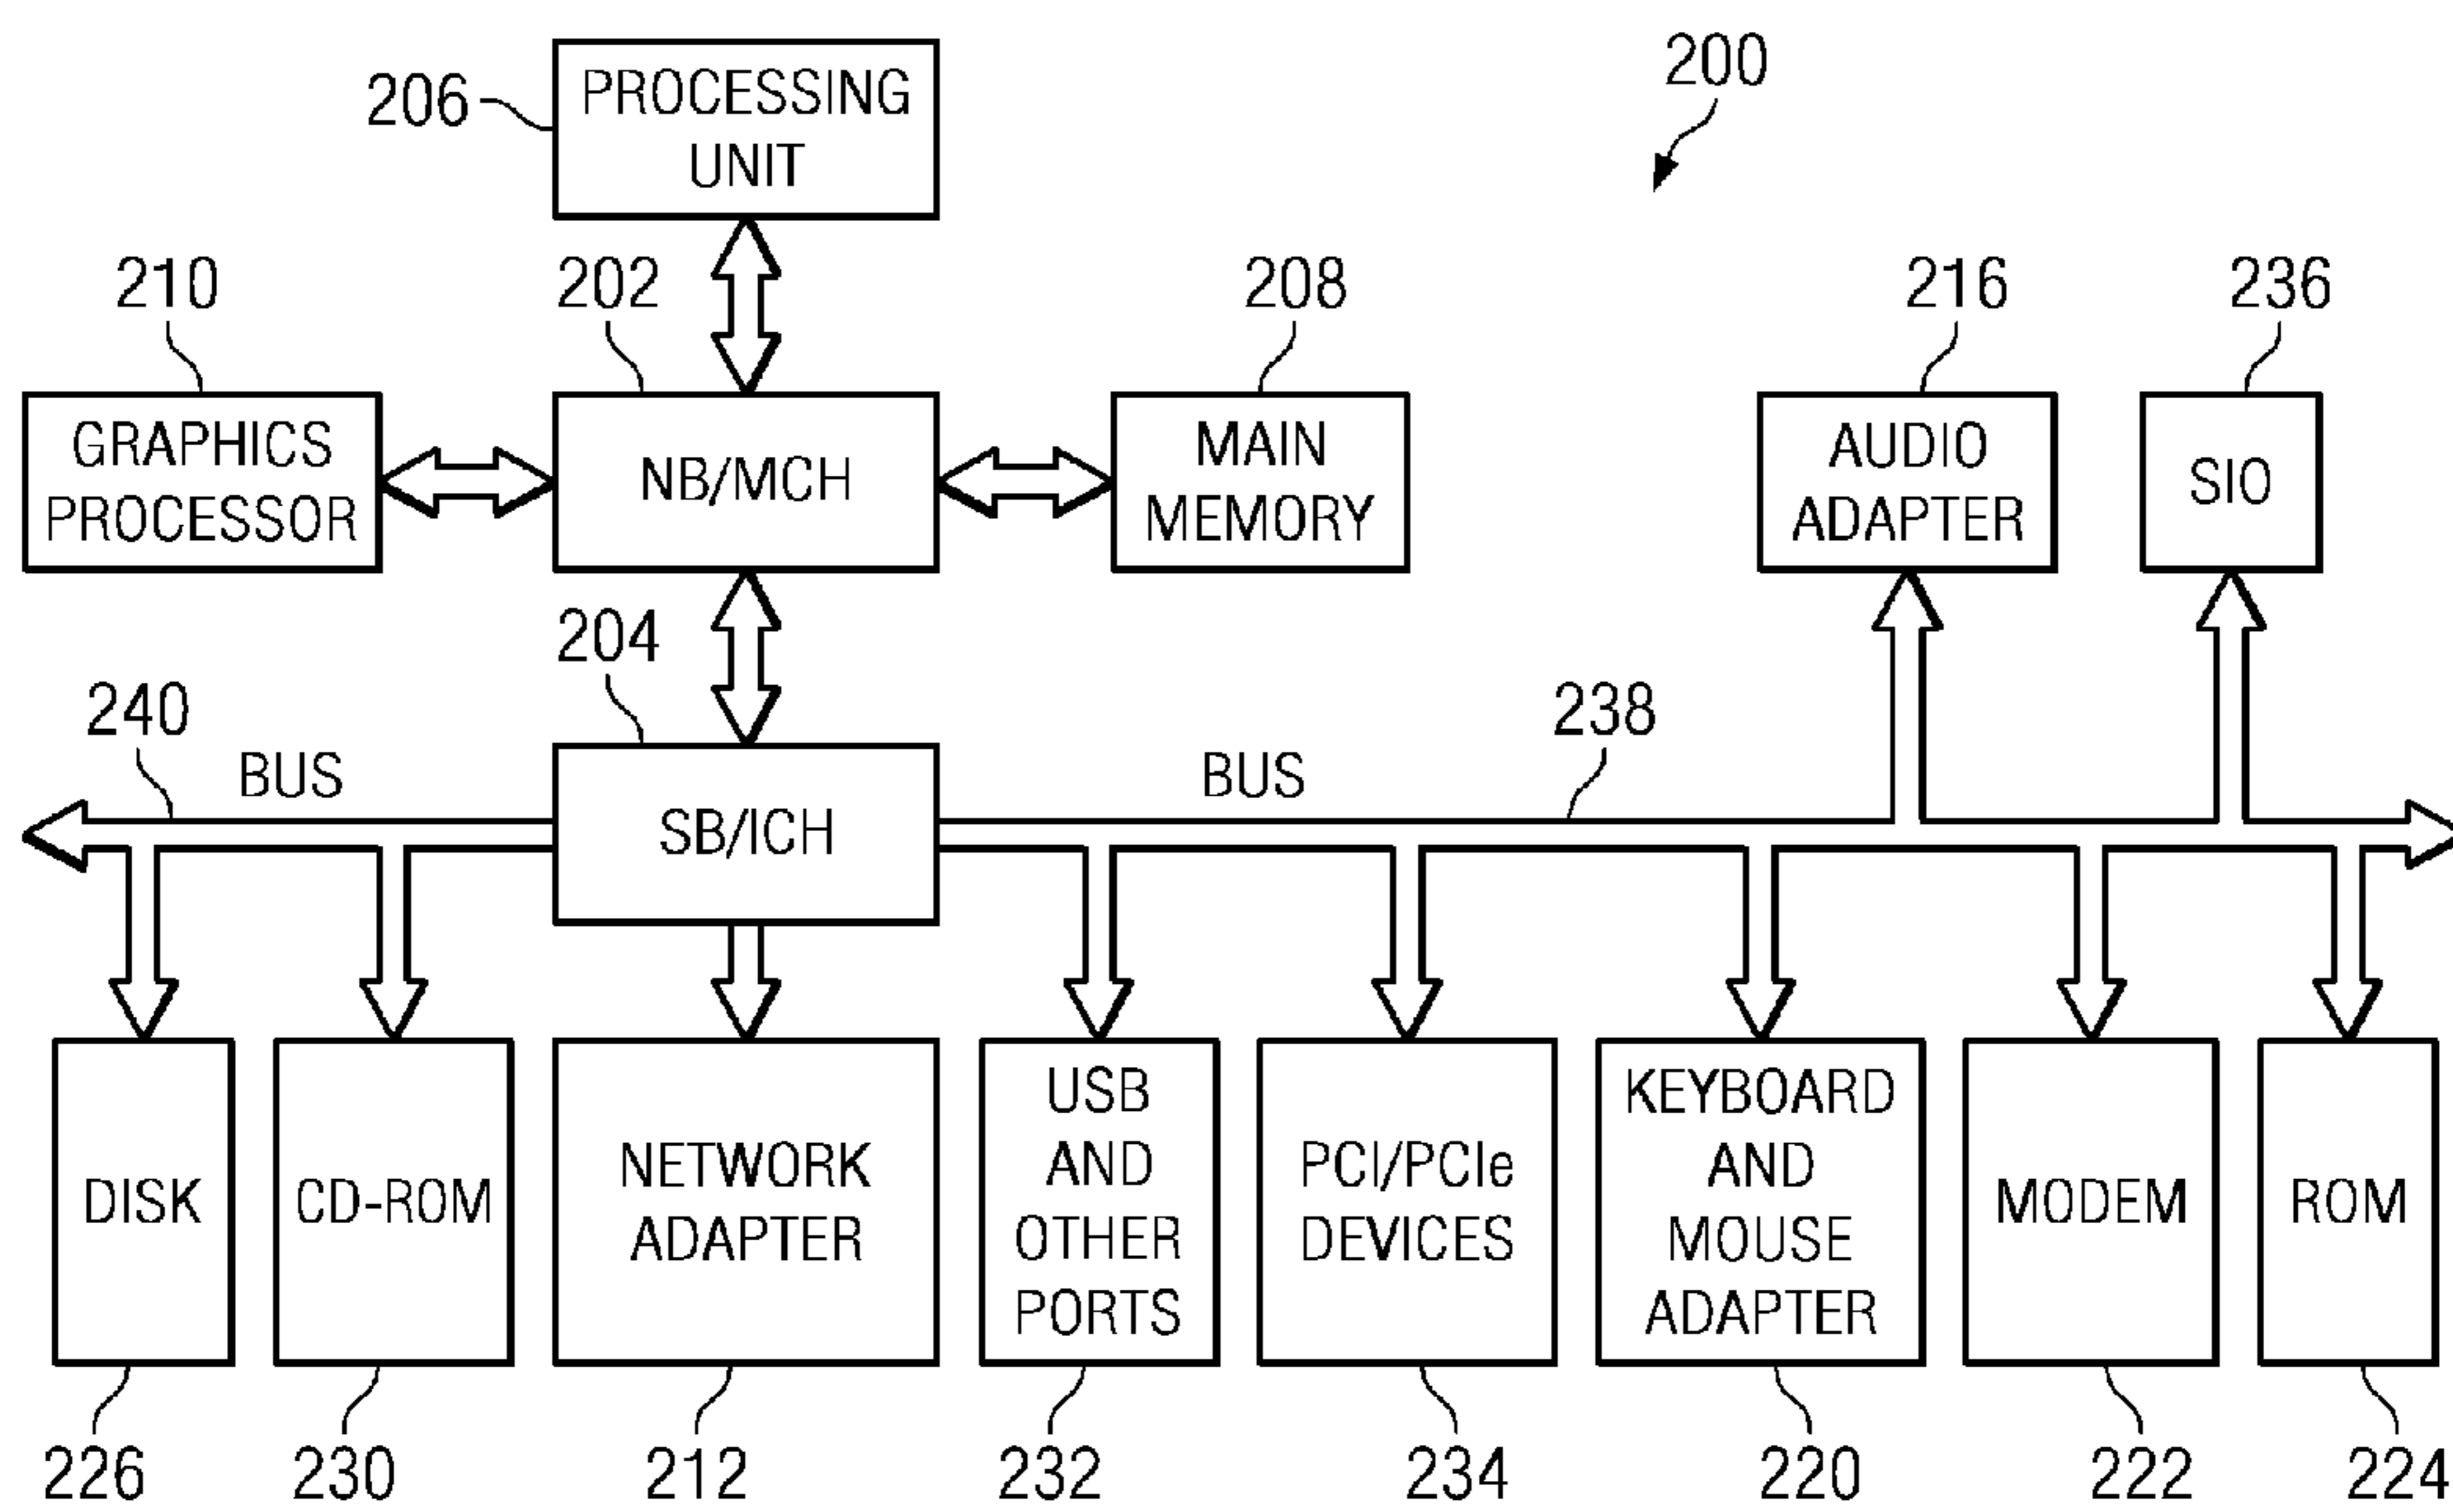 200
206
PROCESSING
UNIT
210
202
208
216
236
GRAPHICS
PROCESSOR
NB/MCH
MAIN
MEMORY
AUDIO
ADAPTER
SIO
204
240
BUS
SB/ICH
BUS
238
DISK
CD-ROM
NETWORK
ADAPTER
USB
AND
OTHER
PORTS
PCI/PCIe
DEVICES
KEYBOARD
AND
MOUSE
ADAPTER
MODEM
ROM
226
230
212
232
234
220
222
224